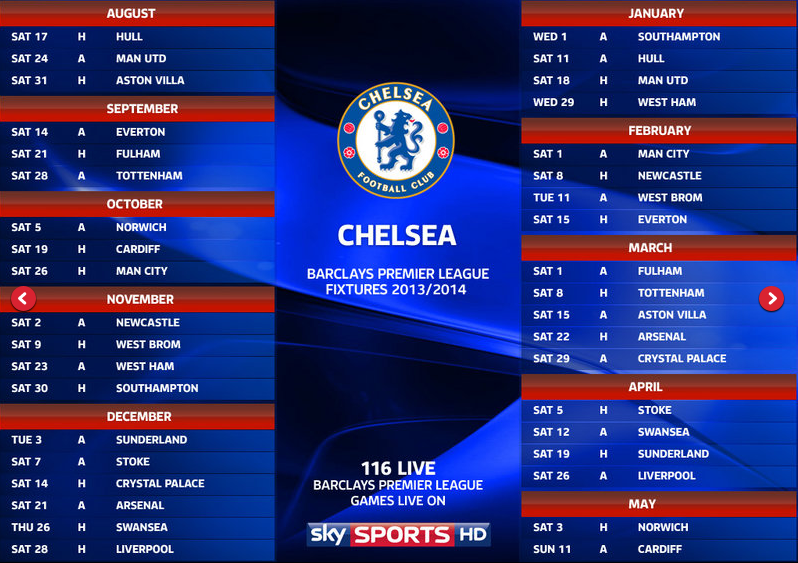 AUGUST
SAT 17 H HULL
SAT 24 A MAN UTD
SAT 31 H ASTON VILLA
SEPTEMBER
SAT 14 A EVERTON
SAT 21 H FULHAM
SAT 28 A TOTTENHAM
OCTOBER
SAT 5 A NORWICH
SAT 19 H CARDIFF
SAT 26 H MAN CITY
NOVEMBER
SAT 2 A NEWCASTLE
SAT 9 H WEST BROM
SAT 23 A WEST HAM
SAT 30 H SOUTHAMPTON
DECEMBER
TUE 3 A SUNDERLAND
SAT 7 A STOKE
SAT 14 H CRYSTAL PALACE
SAT 21 A ARSENAL
THU 26 H SWANSEA
SAT 28 H LIVERPOOL
CHELSEA
FOOTBALL CLUB
CHELSEA
BARCLAYS PREMIER LEAGUE
FIXTURES 2013/2014
116 LIVE
BARCLAYS PREMIER LEAGUE
GAMES LIVE ON
sky SPORTS HD
JANUARY
WED 1 A SOUTHAMPTON
SAT 11 A HULL
SAT 18 H MAN UTD
WED 29 H WEST HAM
FEBRUARY
SAT 1 A MAN CITY
SAT 8 H NEWCASTLE
TUE 11 A WEST BROM
SAT 15 H EVERTON
MARCH
SAT 1 A FULHAM
SAT 8 H TOTTENHAM
SAT 15 A ASTON VILLA
SAT 22 H ARSENAL
SAT 29 A CRYSTAL PALACE
APRIL
SAT 5 H STOKE
SAT 12 A SWANSEA
SAT 19 H SUNDERLAND
SAT 26 A LIVERPOOL
MAY
SAT 3 H NORWICH
SUN 11 A CARDIFF